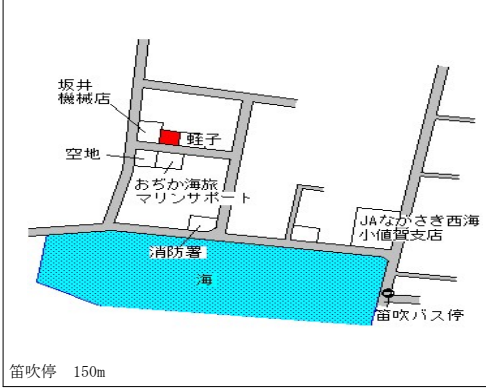 坂井
機械店
蛭子
空地
おぢか海旅
マリンサポート
JAながさき西海
小値賀支店
消防署
海
笛吹バス停
笛吹停 150m